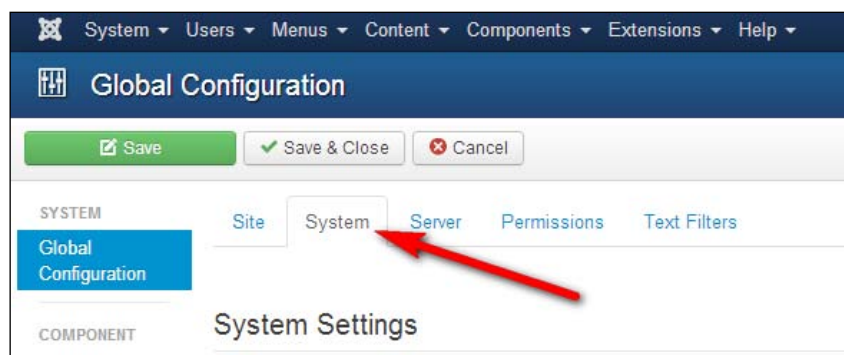 System Users Menus Content Components Extensions Help
Global Configuration
Save Save & Close Cancel
SYSTEM
Site System Server Permissions Text Filters
Global
Configuration
System Settings
COMPONENT